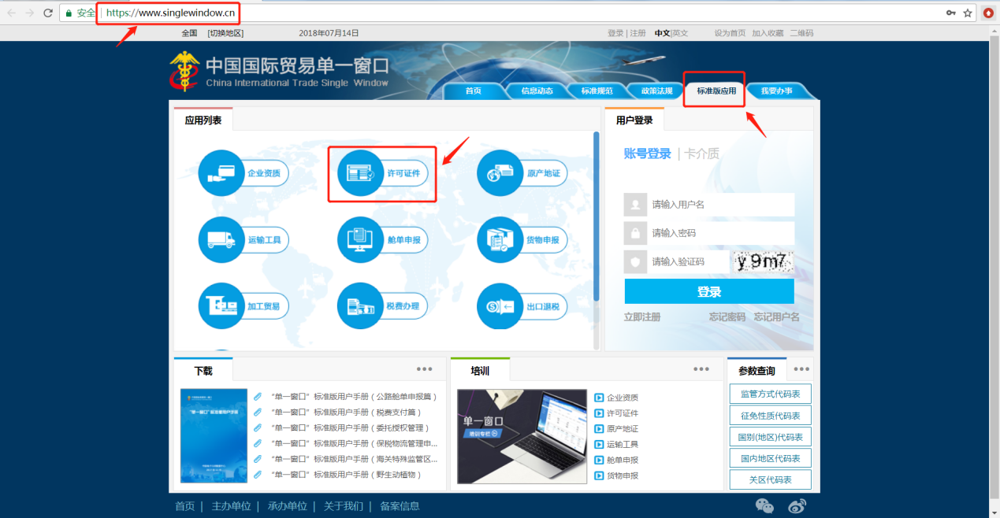 安全 https://www.singlewindow.cn
全国 [切换地区] 2018年07月14日 登录 | 注册 中文|英文 设为首页 加入收藏 二维码
中国国际贸易单一窗口
China International Trade Single Window
首页 信息动态 标准规范 政策法规 标准版应用 我要办事
应用列表
企业资质 许可证件 原产地证
运输工具 舱单申报 货物申报
加工贸易 税费办理 出口退税
用户登录
账号登录 | 卡介质
请输入用户名
请输入密码
请输入验证码 y9m7
登录
立即注册 忘记密码 忘记用户名
下载
“单一窗口”标准版用户手册（公路舱单申报篇）
“单一窗口”标准版用户手册（税费支付篇）
“单一窗口”标准版用户手册（委托授权管理）
“单一窗口”标准版用户手册（保税物流管理申...
“单一窗口”标准版用户手册（海关特殊监管区...
“单一窗口”标准版用户手册（野生动植物）
培训
单一窗口
培训专栏
企业资质
许可证件
原产地证
运输工具
舱单申报
货物申报
参数查询
监管方式代码表
征免性质代码表
国别(地区)代码表
国内地区代码表
关区代码表
首页 | 主办单位 | 承办单位 | 关于我们 | 备案信息